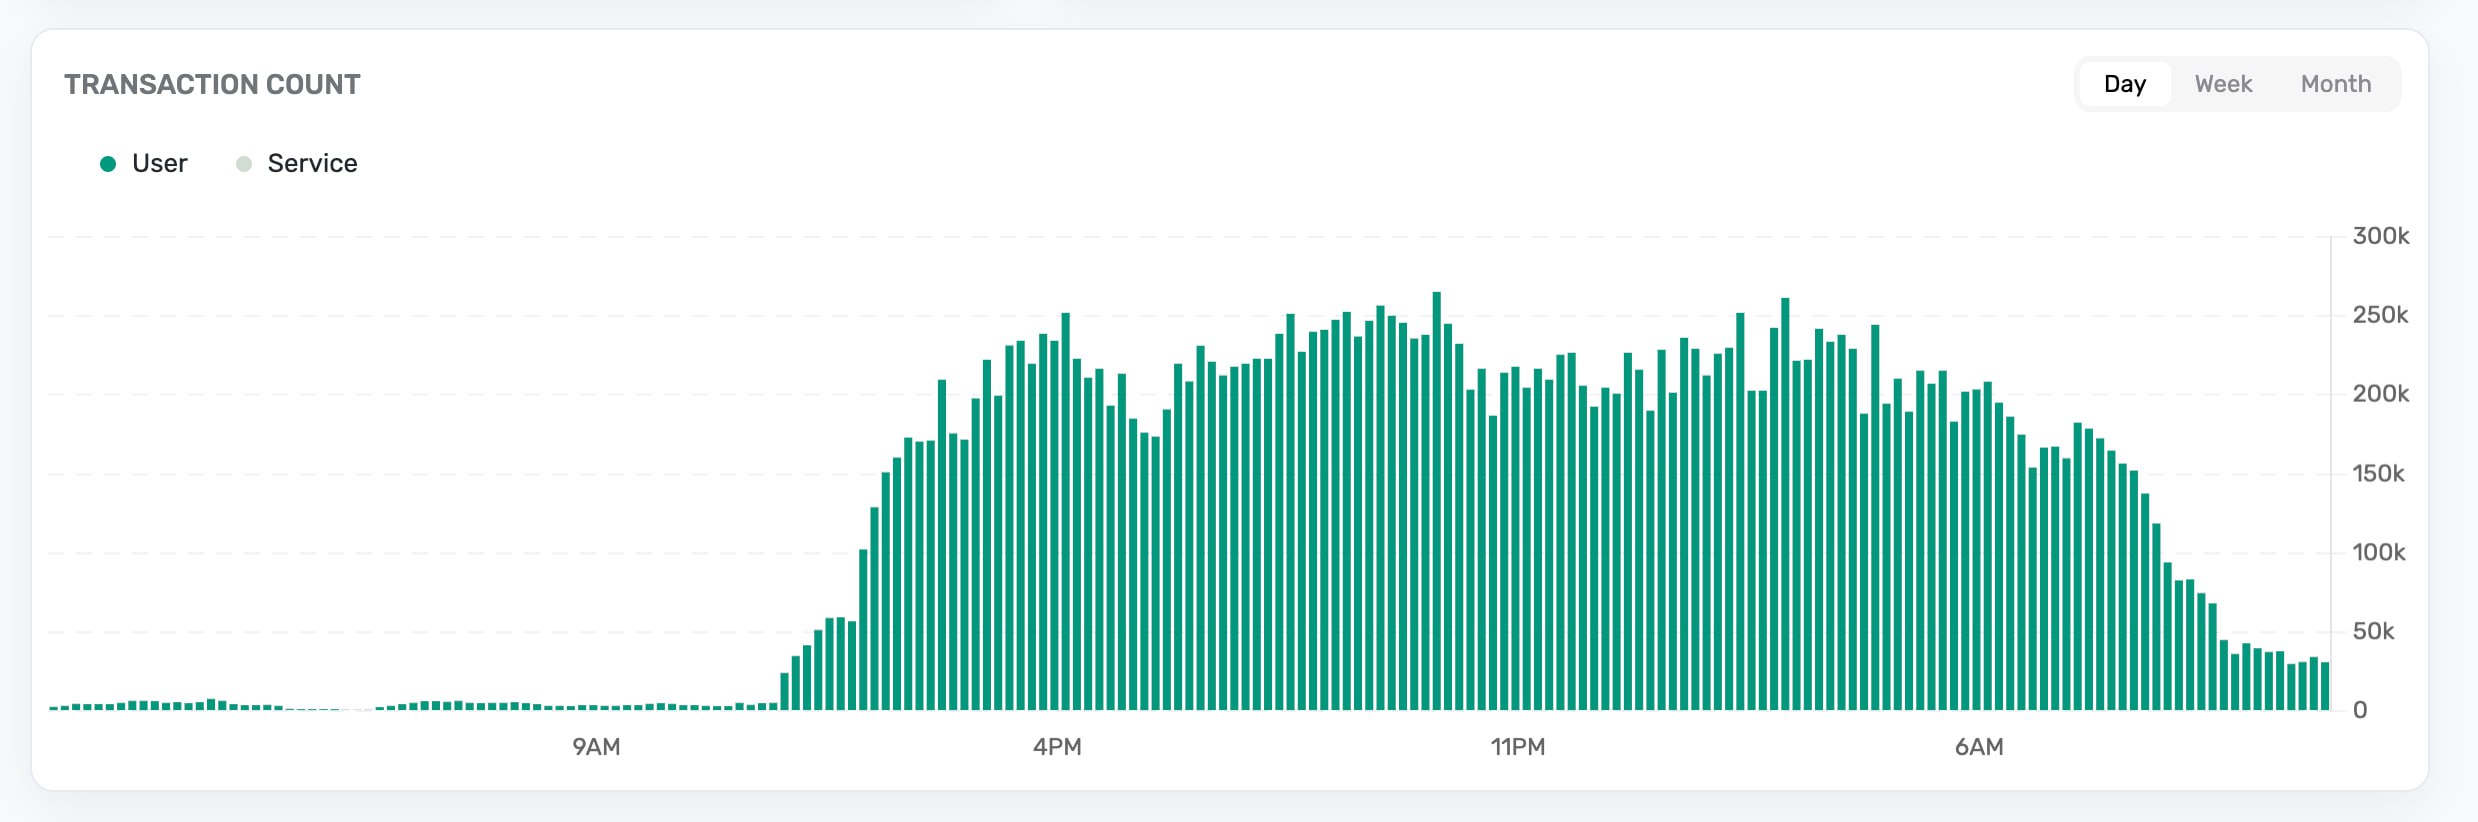 TRANSACTION COUNT
Day Week Month
User Service
300k
250k
200k
150k
100k
50k
0
9AM 4PM 11PM 6AM